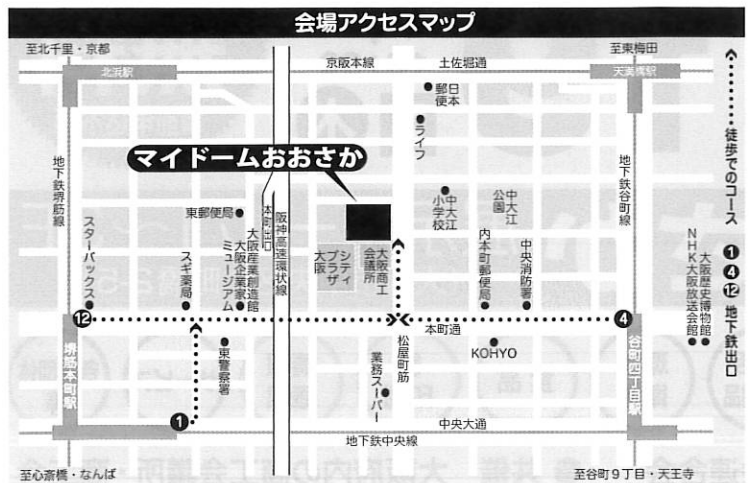 会場アクセスマップ
至北千里・京都
至東梅田
京阪本線
土佐堀通
北浜駅
天満橋駅
日本郵便
ライフ
マイドームおおさか
地下鉄堺筋線
東郵便局
本町出口
阪神高速環状線
中大江小学校
中大江公園
地下鉄谷町線
徒歩でのコース
❶❹⓬地下鉄出口
スターバックス
スギ薬局
大阪産業創造館
大阪企業家ミュージアム
シティプラザ大阪
大阪商工会議所
内本町郵便局
中央消防署
大阪歴史博物館
NHK大阪放送会館
⓬
❹
本町通
堺筋本町駅
東警察署
業務スーパー
松屋町筋
KOHYO
谷町四丁目駅
❶
中央大通
地下鉄中央線
至心斎橋・なんば
至谷町9丁目・天王寺